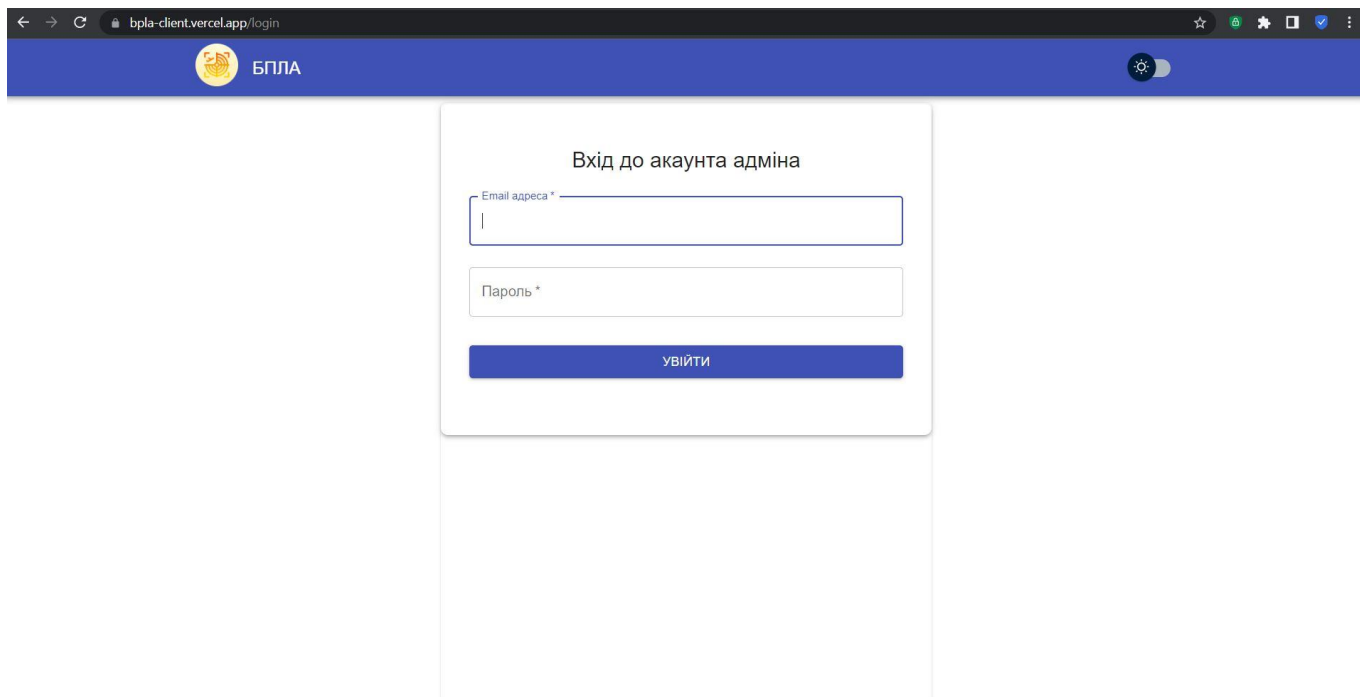 bpla-client.vercel.app/login
БПЛА
Вхід до акаунта адміна
Email адреса *
Пароль *
УВІЙТИ